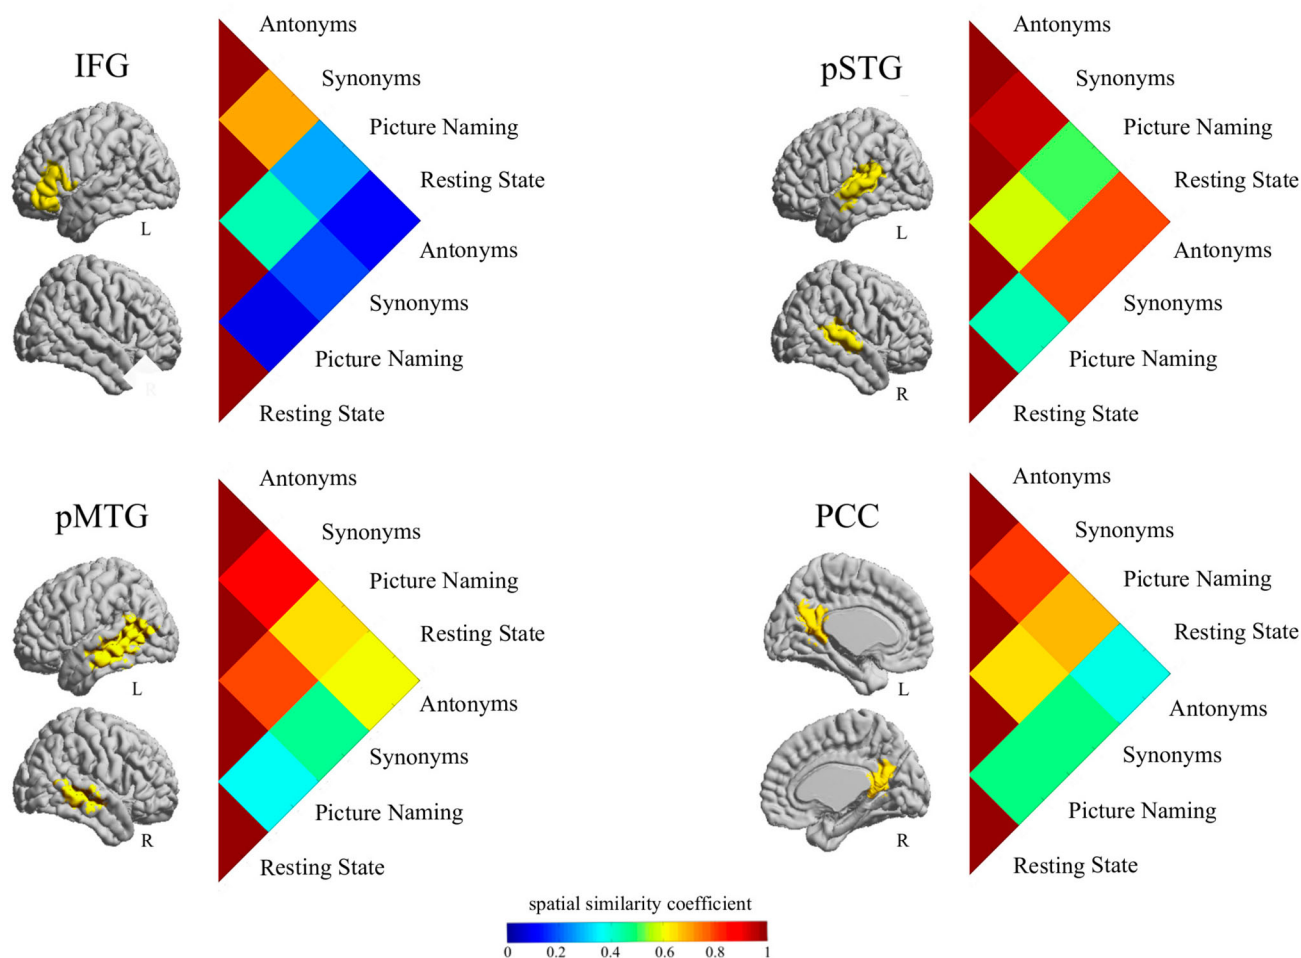 IFG
Antonyms
Synonyms
Picture Naming
Resting State
Antonyms
Synonyms
Picture Naming
Resting State
L
R
pSTG
Antonyms
Synonyms
Picture Naming
Resting State
Antonyms
Synonyms
Picture Naming
Resting State
L
R
pMTG
Antonyms
Synonyms
Picture Naming
Resting State
Antonyms
Synonyms
Picture Naming
Resting State
L
R
PCC
Antonyms
Synonyms
Picture Naming
Resting State
Antonyms
Synonyms
Picture Naming
Resting State
L
R
spatial similarity coefficient
0 0.2 0.4 0.6 0.8 1